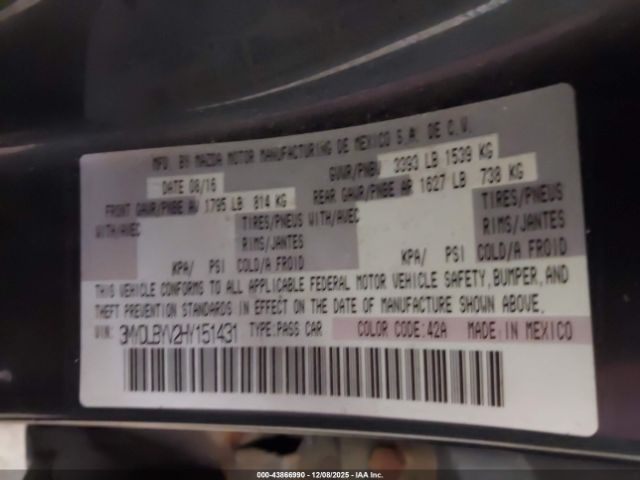 MFD. BY MAZDA MOTOR MANUFACTURING DE MEXICO S.A. DE C.V.
DATE 08/16 GVWR/PNBV 3393 LB 1539 KG
FRONT GAWR/PNBE AV 1795 LB 814 KG REAR GAWR/PNBE AR 1627 LB 738 KG
WITH/AVEC TIRES/PNEUS WITH/AVEC TIRES/PNEUS
RIMS/JANTES RIMS/JANTES
KPA/ PSI COLD/A FROID KPA/ PSI COLD/A FROID
THIS VEHICLE CONFORMS TO ALL APPLICABLE FEDERAL MOTOR VEHICLE SAFETY, BUMPER, AND
THEFT PREVENTION STANDARDS IN EFFECT ON THE DATE OF MANUFACTURE SHOWN ABOVE.
VIN: 3MYDLBYV2HY151431 TYPE:PASS CAR COLOR CODE:42A MADE IN MEXICO
000-43866990 - 12/08/2025 - IAA Inc.